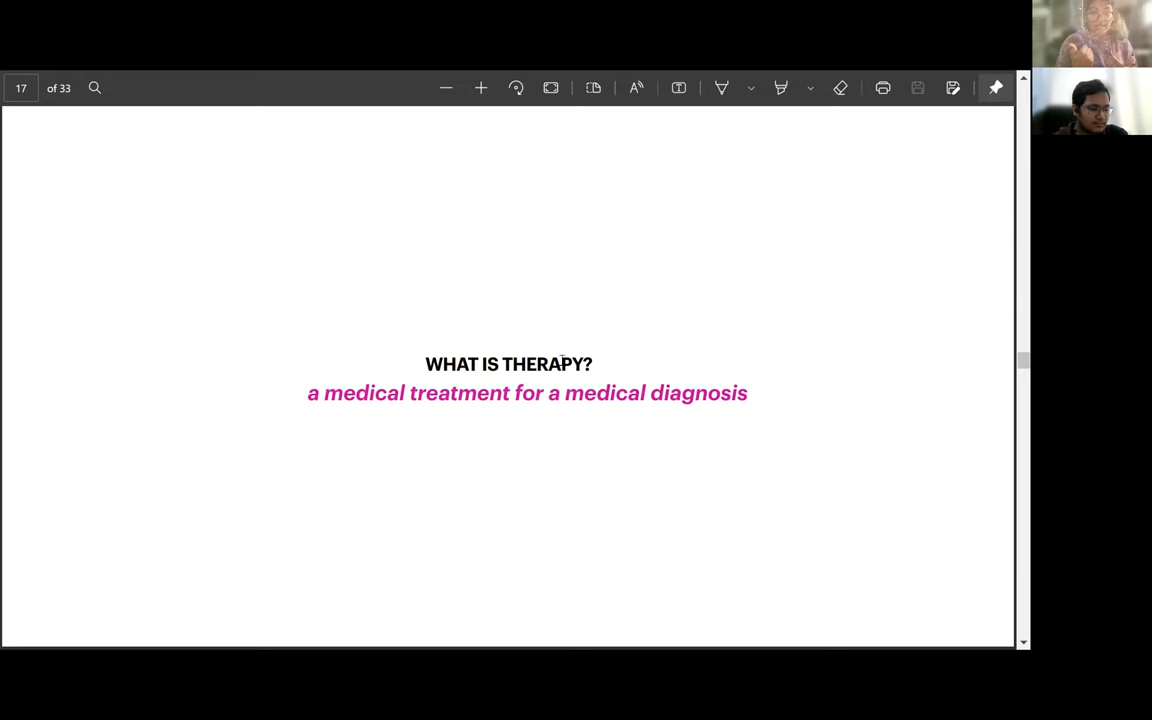 17 of 33
WHAT IS THERAPY?
a medical treatment for a medical diagnosis